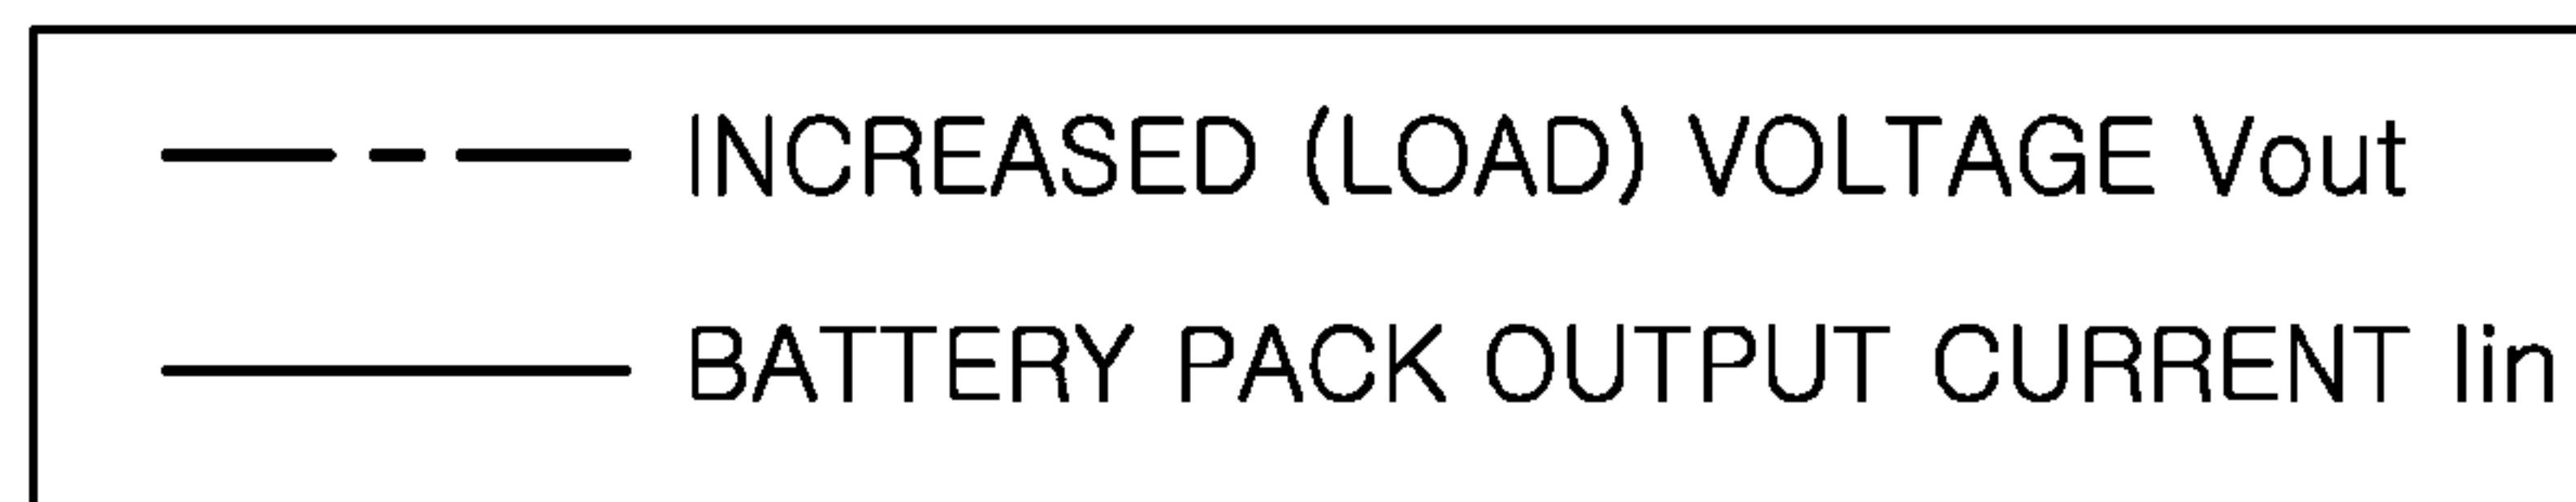 INCREASED (LOAD) VOLTAGE Vout
BATTERY PACK OUTPUT CURRENT Iin